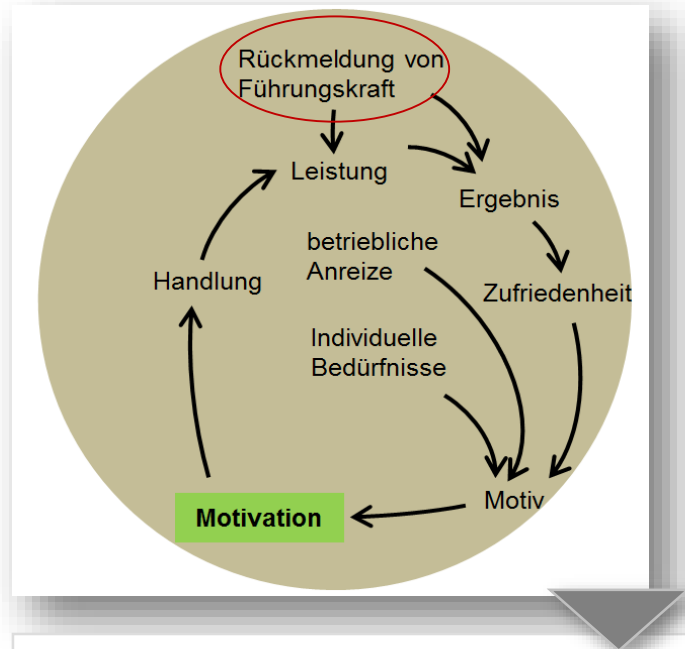 Rückmeldung von
Führungskraft
Leistung
Ergebnis
betriebliche
Anreize
Handlung
Zufriedenheit
Individuelle
Bedürfnisse
Motiv
Motivation